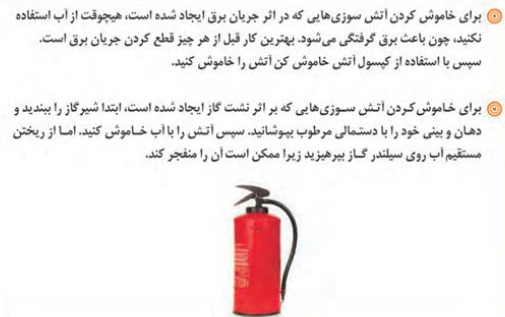 برای خاموش کردن آتش سوزی‌هایی که در اثر جریان برق ایجاد شده است، هیچوقت از آب استفاده
نکنید، چون باعث برق گرفتگی می‌شود. بهترین کار قبل از هر چیز قطع کردن جریان برق است.
سپس با استفاده از کپسول آتش خاموش کن آتش را خاموش کنید.
برای خاموش کردن آتش سوزی‌هایی که بر اثر نشت گاز ایجاد شده است، ابتدا شیر گاز را ببندید و
دهان و بینی خود را با دستمالی مرطوب بپوشانید. سپس آتش را با آب خاموش کنید. اما از ریختن
مستقیم آب روی سیلندر گاز بپرهیزید زیرا ممکن است آن را منفجر کند.